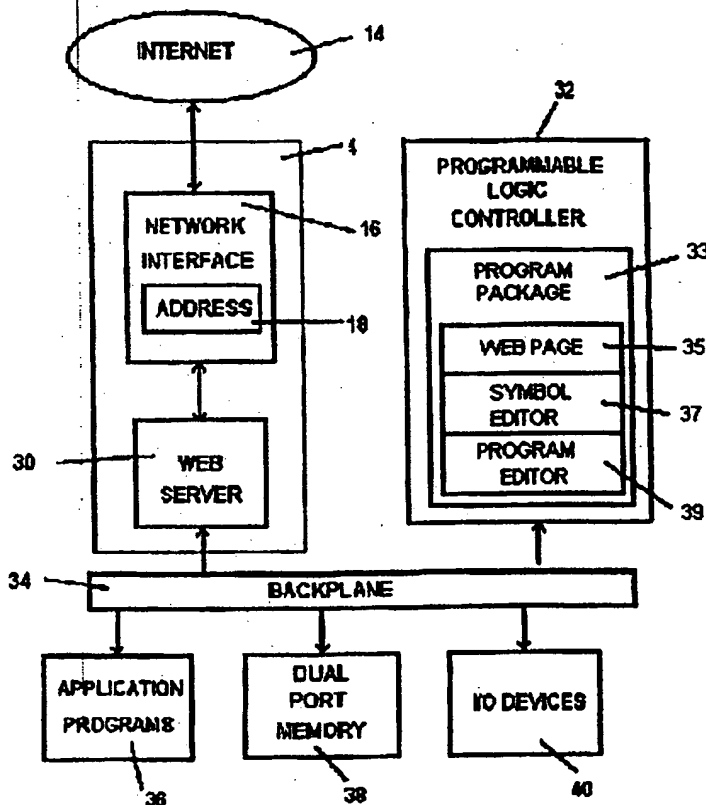 INTERNET
14
32
4
PROGRAMMABLE
LOGIC
CONTROLLER
NETWORK
INTERFACE
16
33
PROGRAM
PACKAGE
ADDRESS
18
WEB PAGE
35
SYMBOL
EDITOR
37
30
WEB
SERVER
PROGRAM
EDITOR
39
34
BACKPLANE
APPLICATION
PROGRAMS
DUAL
PORT
MEMORY
I/O DEVICES
36
38
40